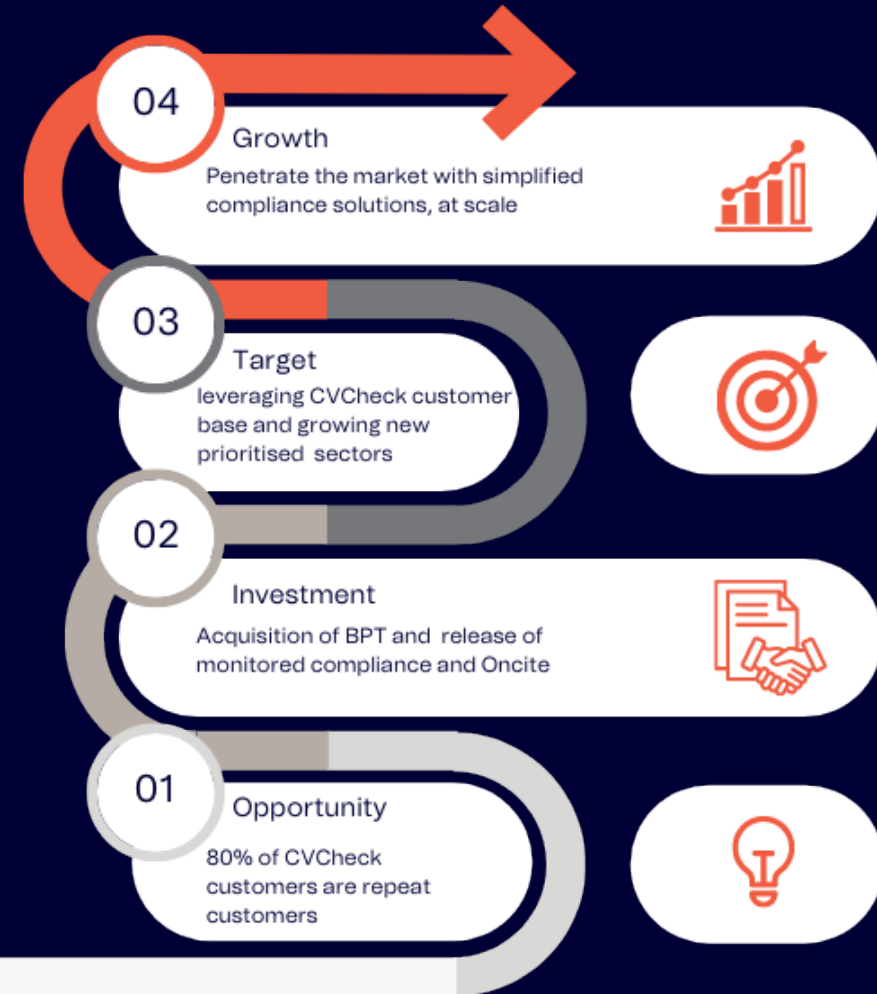 04
Growth
Penetrate the market with simplified
compliance solutions, at scale
03
Target
leveraging CVCheck customer
base and growing new
prioritised  sectors
02
Investment
Acquisition of BPT and  release of
monitored compliance and Oncite
01
Opportunity
80% of CVCheck
customers are repeat
customers